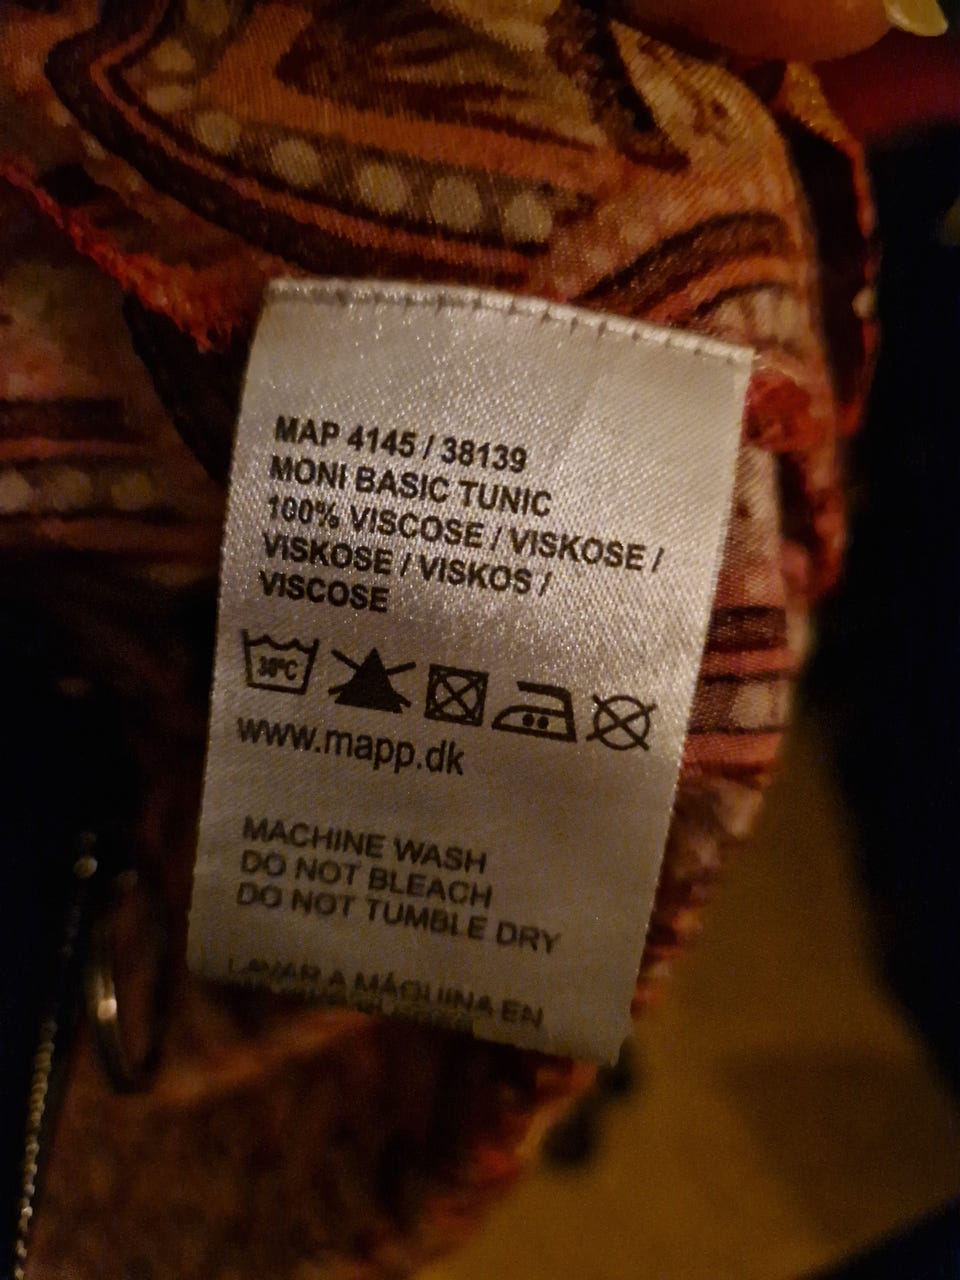 MAP 4145 / 38139
MONI BASIC TUNIC
100% VISCOSE / VISKOSE /
VISKOSE / VISKOS /
VISCOSE
30°C
www.mapp.dk
MACHINE WASH
DO NOT BLEACH
DO NOT TUMBLE DRY
LAVAR A MÁQUINA EN